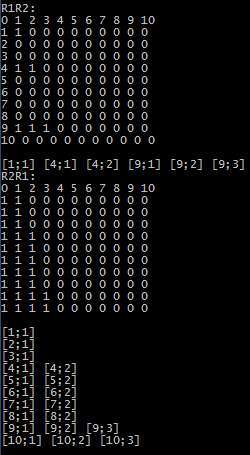 R1R2:
0 1 2 3 4 5 6 7 8 9 10
1 1 0 0 0 0 0 0 0 0 0
2 0 0 0 0 0 0 0 0 0 0
3 0 0 0 0 0 0 0 0 0 0
4 1 1 0 0 0 0 0 0 0 0
5 0 0 0 0 0 0 0 0 0 0
6 0 0 0 0 0 0 0 0 0 0
7 0 0 0 0 0 0 0 0 0 0
8 0 0 0 0 0 0 0 0 0 0
9 1 1 1 0 0 0 0 0 0 0
10 0 0 0 0 0 0 0 0 0 0
[1;1] [4;1] [4;2] [9;1] [9;2] [9;3]
R2R1:
0 1 2 3 4 5 6 7 8 9 10
1 1 0 0 0 0 0 0 0 0 0
1 1 0 0 0 0 0 0 0 0 0
1 1 0 0 0 0 0 0 0 0 0
1 1 1 0 0 0 0 0 0 0 0
1 1 1 0 0 0 0 0 0 0 0
1 1 1 0 0 0 0 0 0 0 0
1 1 1 0 0 0 0 0 0 0 0
1 1 1 0 0 0 0 0 0 0 0
1 1 1 1 0 0 0 0 0 0 0
1 1 1 1 0 0 0 0 0 0 0
[1;1]
[2;1]
[3;1]
[4;1] [4;2]
[5;1] [5;2]
[6;1] [6;2]
[7;1] [7;2]
[8;1] [8;2]
[9;1] [9;2] [9;3]
[10;1] [10;2] [10;3]